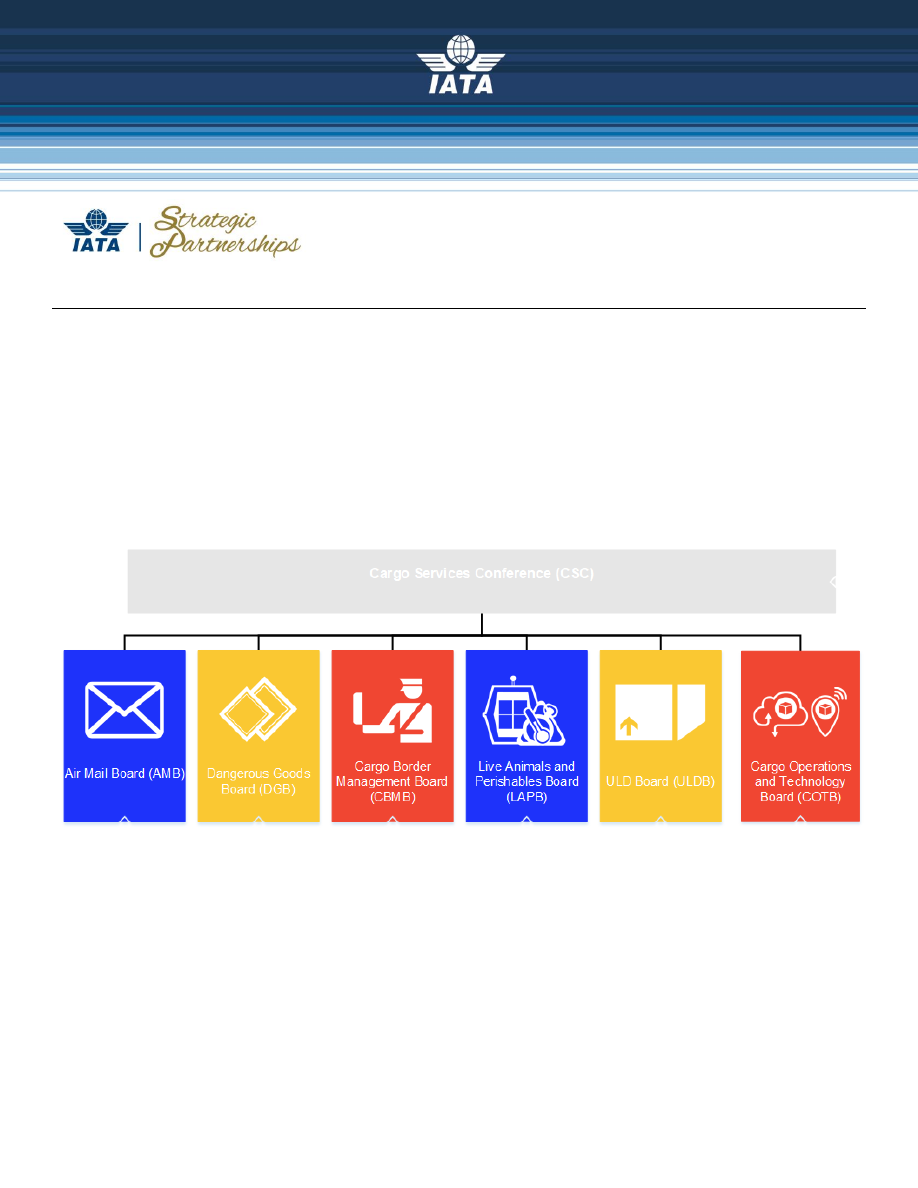 IATA
IATA
Strategic
Partnerships
Cargo Services Conference (CSC)
Air Mail Board (AMB)
Dangerous Goods
Board (DGB)
Cargo Border
Management Board
(CBMB)
Live Animals and
Perishables Board
(LAPB)
ULD Board (ULDB)
Cargo Operations
and Technology
Board (COTB)